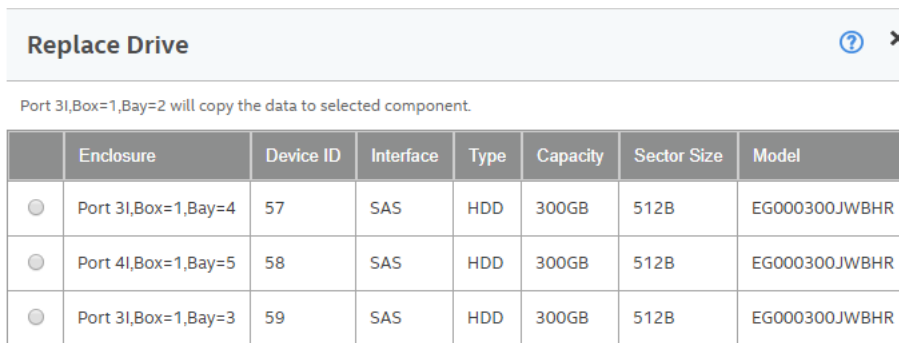 Replace Drive
Port 3I,Box=1,Bay=2 will copy the data to selected component.
Enclosure Device ID Interface Type Capacity Sector Size Model
Port 3I,Box=1,Bay=4 57 SAS HDD 300GB 512B EG000300JWBHR
Port 4I,Box=1,Bay=5 58 SAS HDD 300GB 512B EG000300JWBHR
Port 3I,Box=1,Bay=3 59 SAS HDD 300GB 512B EG000300JWBHR